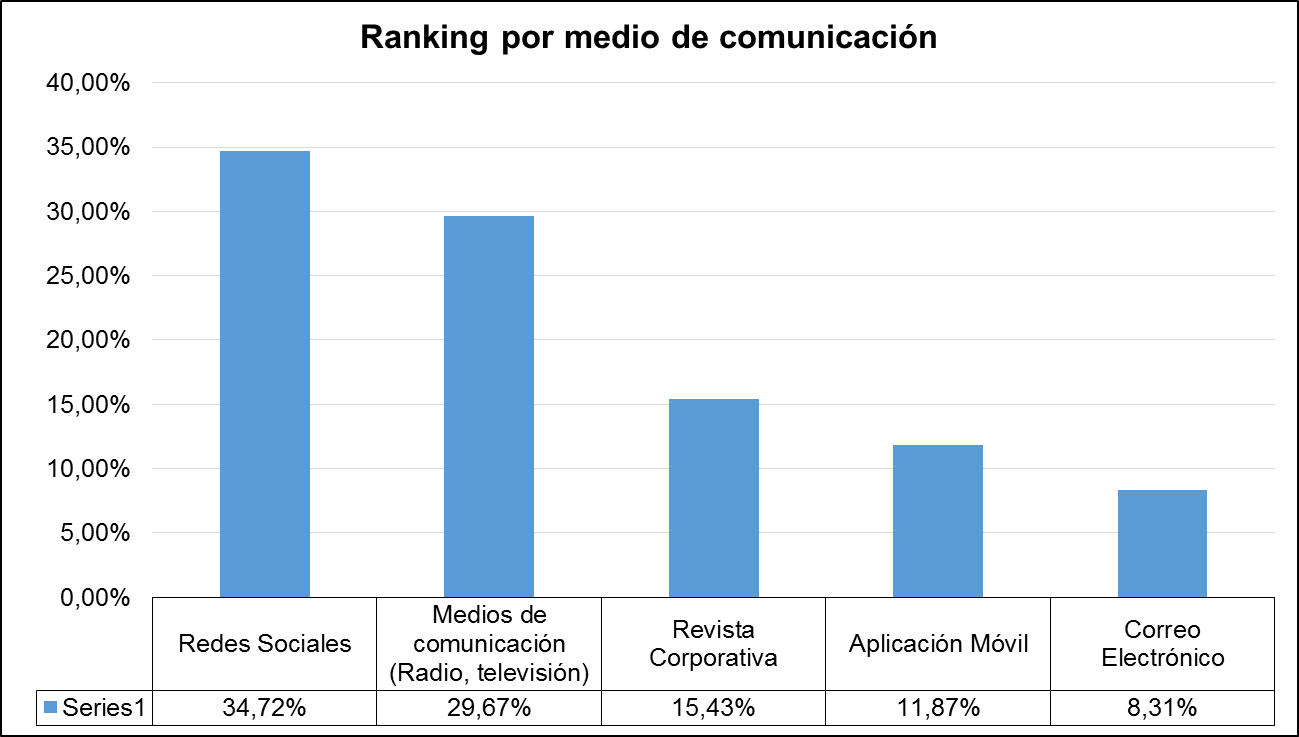 Ranking por medio de comunicación
40,00%
35,00%
30,00%
25,00%
20,00%
15,00%
10,00%
5,00%
0,00%
Redes Sociales
Medios de
comunicación
(Radio, televisión)
Revista
Corporativa
Aplicación Móvil
Correo
Electrónico
Series1 34,72% 29,67% 15,43% 11,87% 8,31%